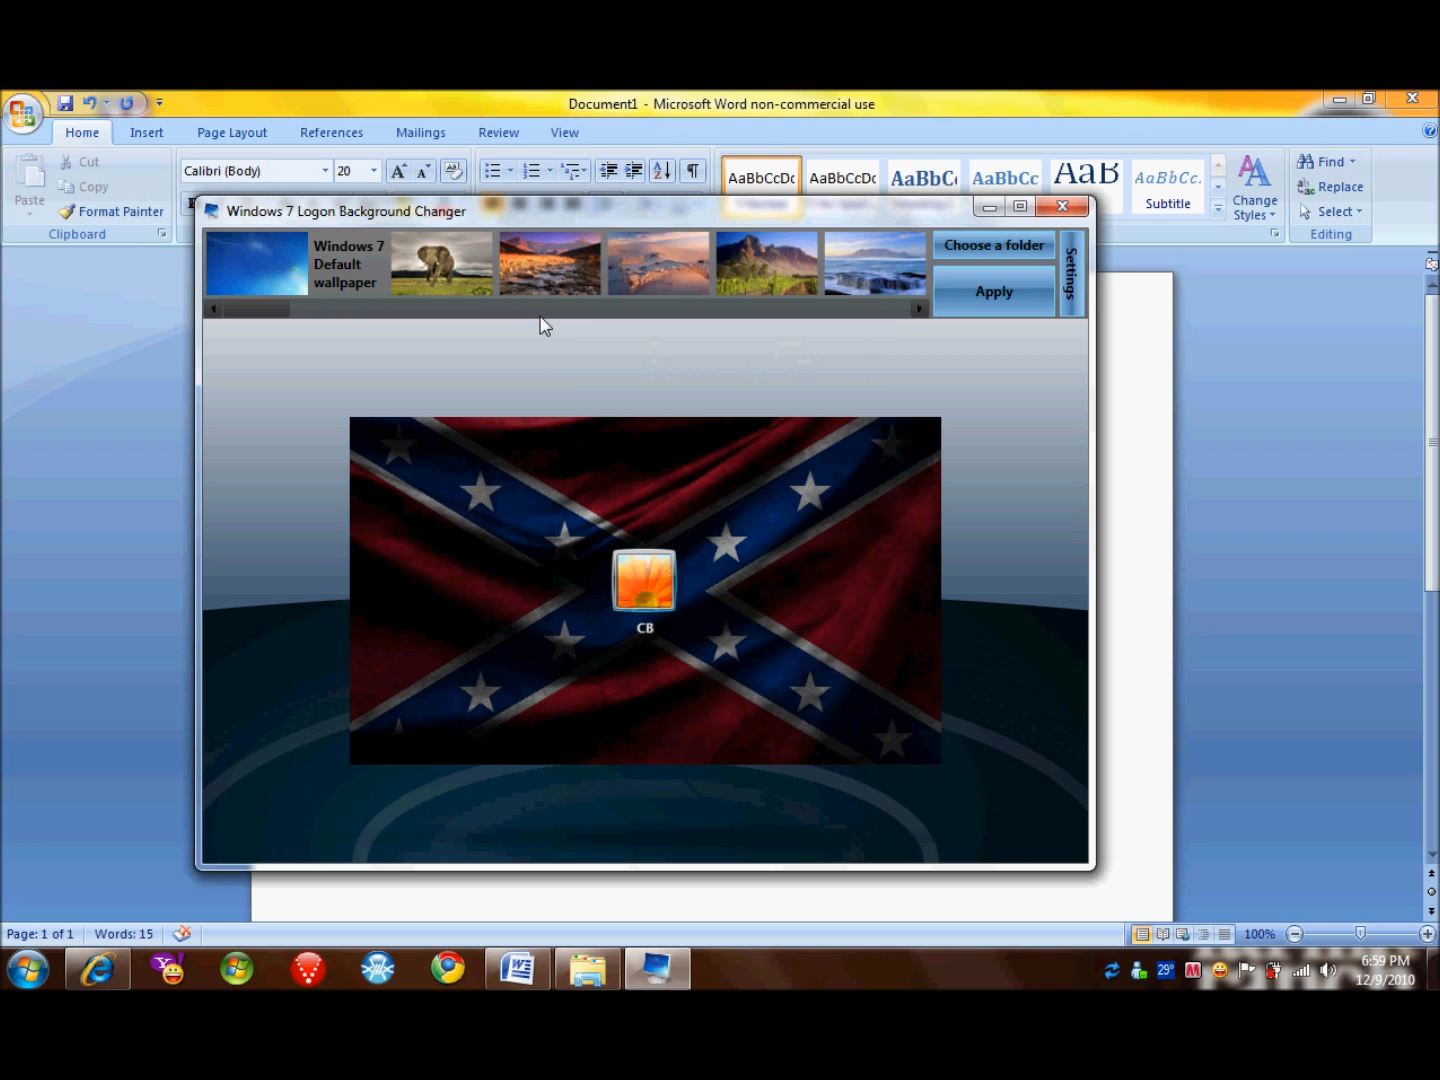 Document1 - Microsoft Word non-commercial use
Home Insert Page Layout References Mailings Review View
Cut
Copy
Paste
Format Painter
Clipboard
Calibri (Body) 20
AaBbCcDc AaBbCcDc AaBbC AaBbCc AaB AaBbCc.
Subtitle
Change
Styles
Find
Replace
Select
Editing
Windows 7 Logon Background Changer
Windows 7
Default
wallpaper
Choose a folder
Apply
Settings
CB
Page: 1 of 1 Words: 15
100%
29°
6:59 PM
12/9/2010